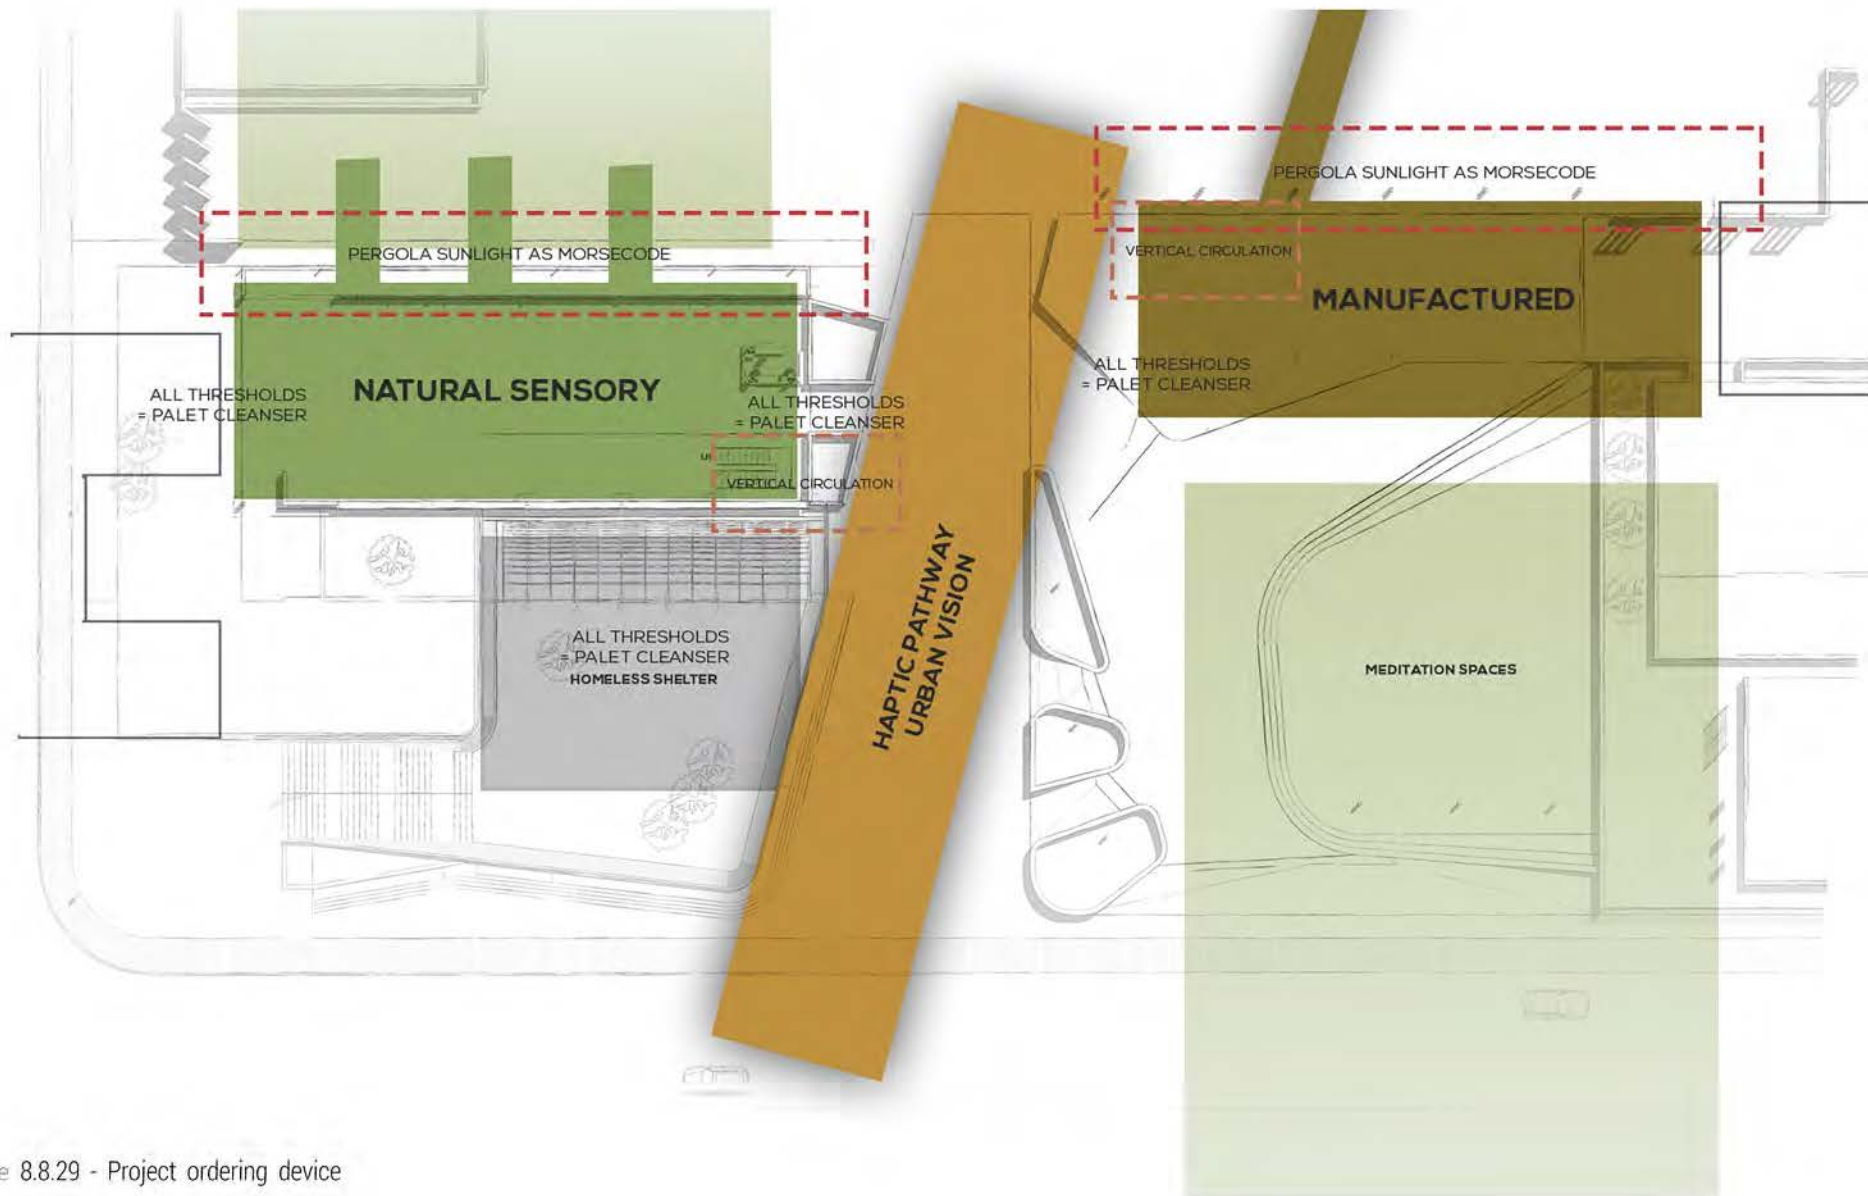 PERGOLA SUNLIGHT AS MORSECODE
PERGOLA SUNLIGHT AS MORSECODE
VERTICAL CIRCULATION
MANUFACTURED
NATURAL SENSORY
ALL THRESHOLDS
= PALET CLEANSER
ALL THRESHOLDS
= PALET CLEANSER
ALL THRESHOLDS
= PALET CLEANSER
VERTICAL CIRCULATION
HAPTIC PATHWAY
URBAN VISION
ALL THRESHOLDS
= PALET CLEANSER
HOMELESS SHELTER
MEDITATION SPACES
8.8.29 - Project ordering device